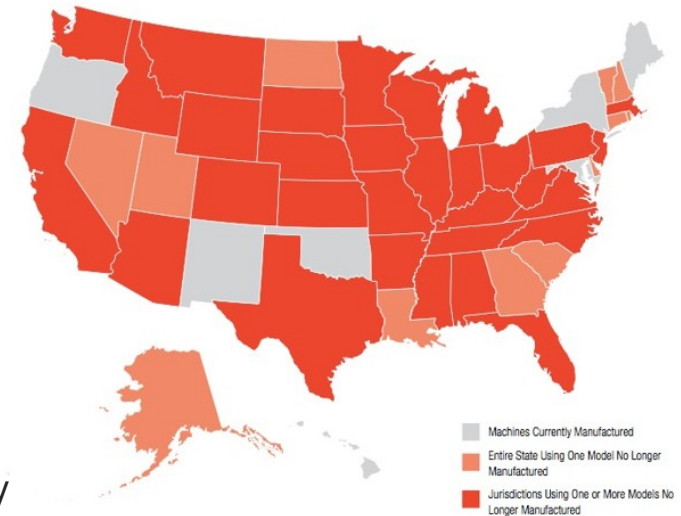 Machines Currently Manufactured
Entire State Using One Model No Longer
Manufactured
y
Jurisdictions Using One or More Models No
Longer Manufactured